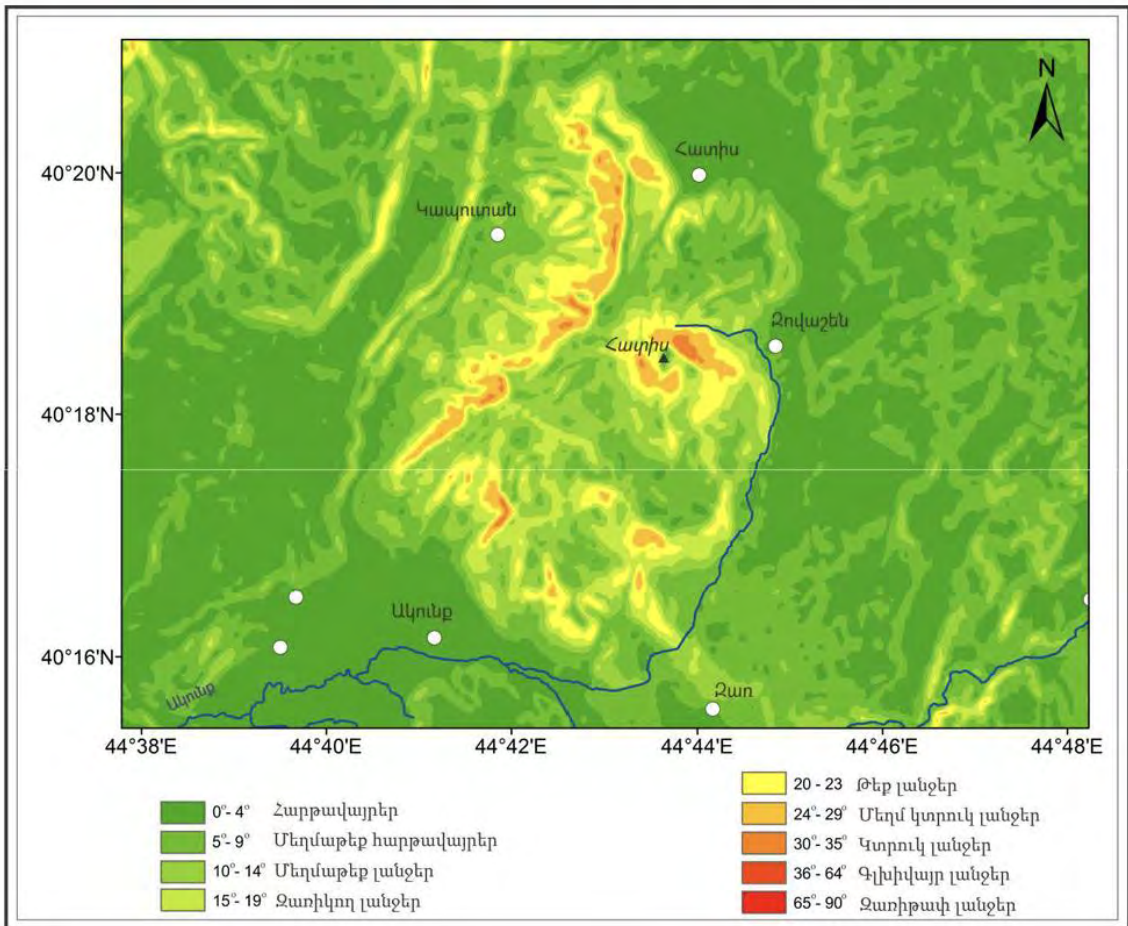 N
40°20'N
40°18'N
40°16'N
Հատիս
Կապուտան
Զովաշեն
Հատիս
Ակունք
Ակունք
Զառ
44°38'E 44°40'E 44°42'E 44°44'E 44°46'E 44°48'E
0°- 4° Հարթավայրեր
5°- 9° Մեղմաթեք հարթավայրեր
10°- 14° Մեղմաթեք լանջեր
15°- 19° Զառիկող լանջեր
20 - 23 Թեք լանջեր
24°- 29° Մեղմ կտրուկ լանջեր
30°- 35° Կտրուկ լանջեր
36°- 64° Գլխիվայր լանջեր
65°- 90° Զառիթափ լանջեր